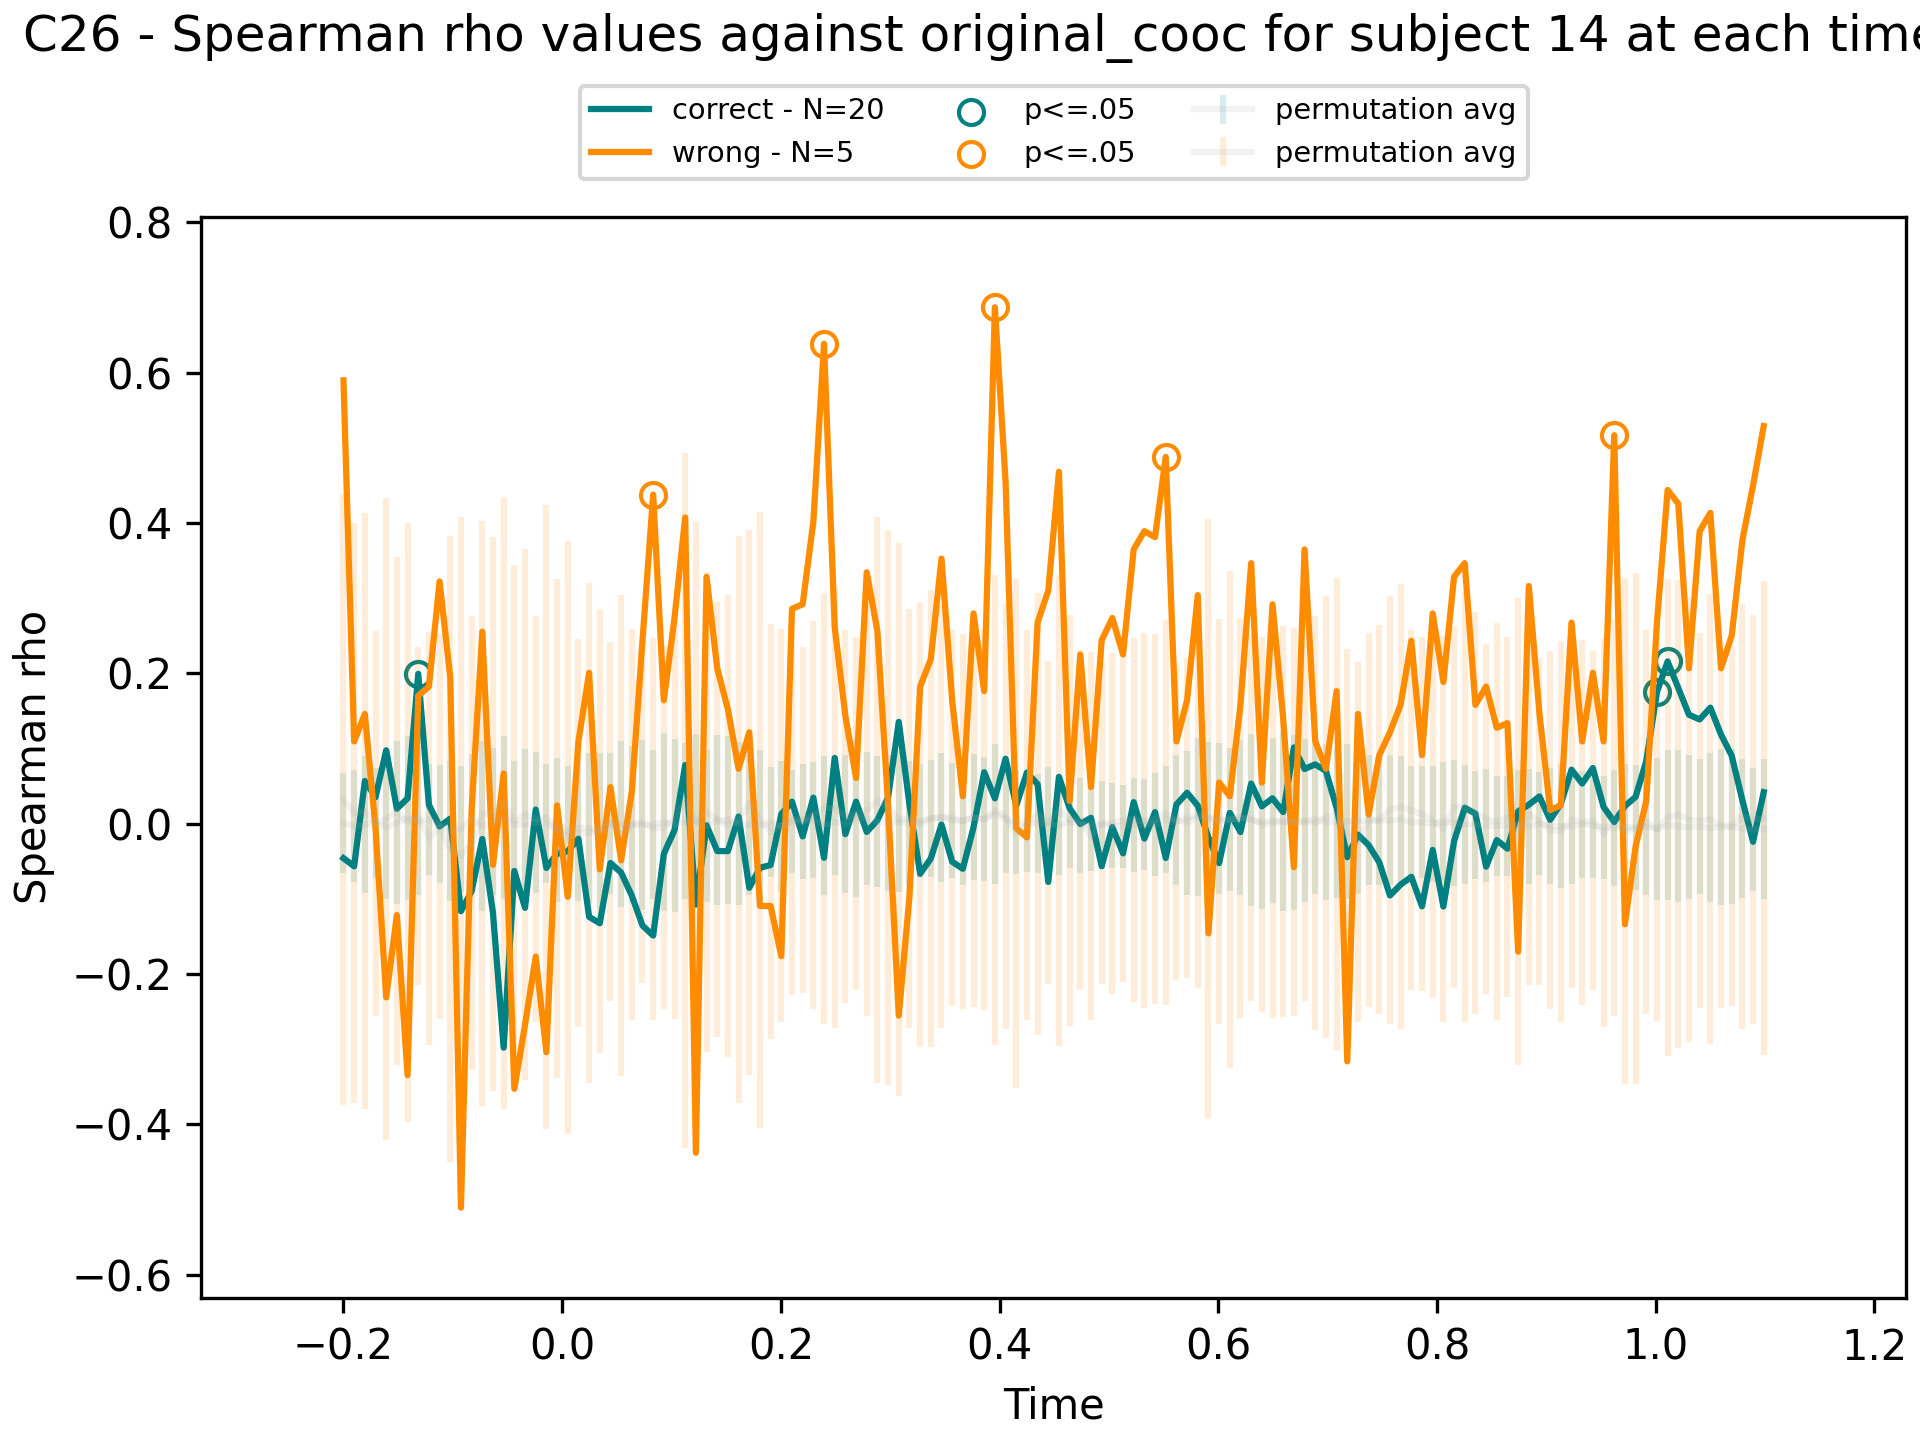 C26 - Spearman rho values against original_cooc for subject 14 at each time
correct - N=20
wrong - N=5
p<=.05
p<=.05
permutation avg
permutation avg
0.8
0.6
0.4
0.2
0.0
−0.2
−0.4
−0.6
Spearman rho
−0.2
0.0
0.2
0.4
0.6
0.8
1.0
1.2
Time